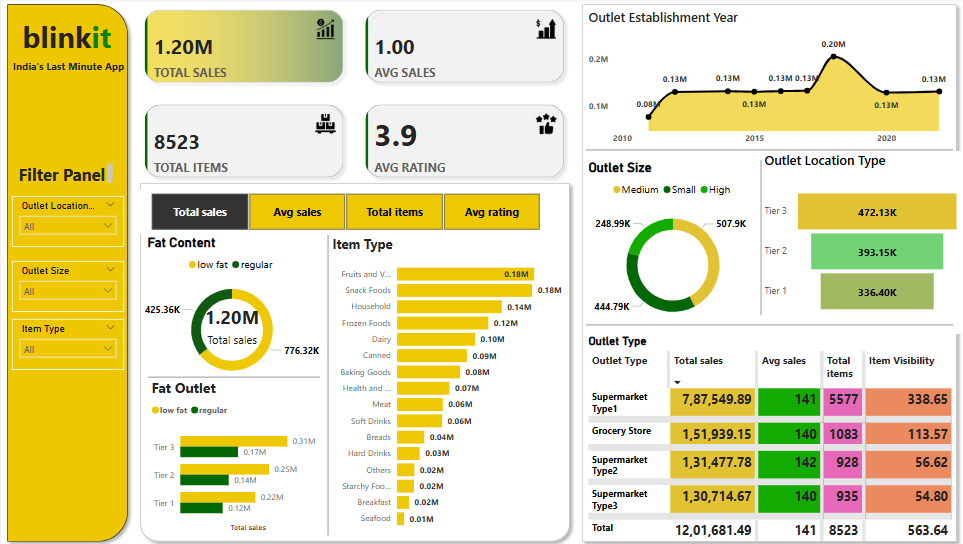 blinkit
India's Last Minute App
Filter Panel
Outlet Location...
All
Outlet Size
All
Item Type
All
1.20M
TOTAL SALES
$
1.00
AVG SALES
8523
TOTAL ITEMS
3.9
AVG RATING
Total sales
Avg sales
Total items
Avg rating
Fat Content
low fat regular
425.36K
1.20M
Total sales
776.32K
Fat Outlet
low fat regular
Tier 3 0.31M
0.17M
Tier 2 0.25M
0.14M
Tier 1 0.22M
0.12M
Total sales
Item Type
Fruits and V... 0.18M
Snack Foods 0.18M
Household 0.14M
Frozen Foods 0.12M
Dairy 0.10M
Canned 0.09M
Baking Goods 0.08M
Health and ... 0.07M
Meat 0.06M
Soft Drinks 0.06M
Breads 0.04M
Hard Drinks 0.03M
Others 0.02M
Starchy Foo... 0.02M
Breakfast 0.02M
Seafood 0.01M
Outlet Establishment Year
0.2M
0.1M
0.08M
0.13M
0.13M
0.13M
0.13M
0.13M
0.20M
0.13M
0.13M
2010 2015 2020
Outlet Size
Medium Small High
248.99K
507.9K
444.79K
Outlet Location Type
Tier 3 472.13K
Tier 2 393.15K
Tier 1 336.40K
Outlet Type
Outlet Type Total sales Avg sales Total items Item Visibility
Supermarket Type1 7,87,549.89 141 5577 338.65
Grocery Store 1,51,939.15 140 1083 113.57
Supermarket Type2 1,31,477.78 142 928 56.62
Supermarket Type3 1,30,714.67 140 935 54.80
Total 12,01,681.49 141 8523 563.64